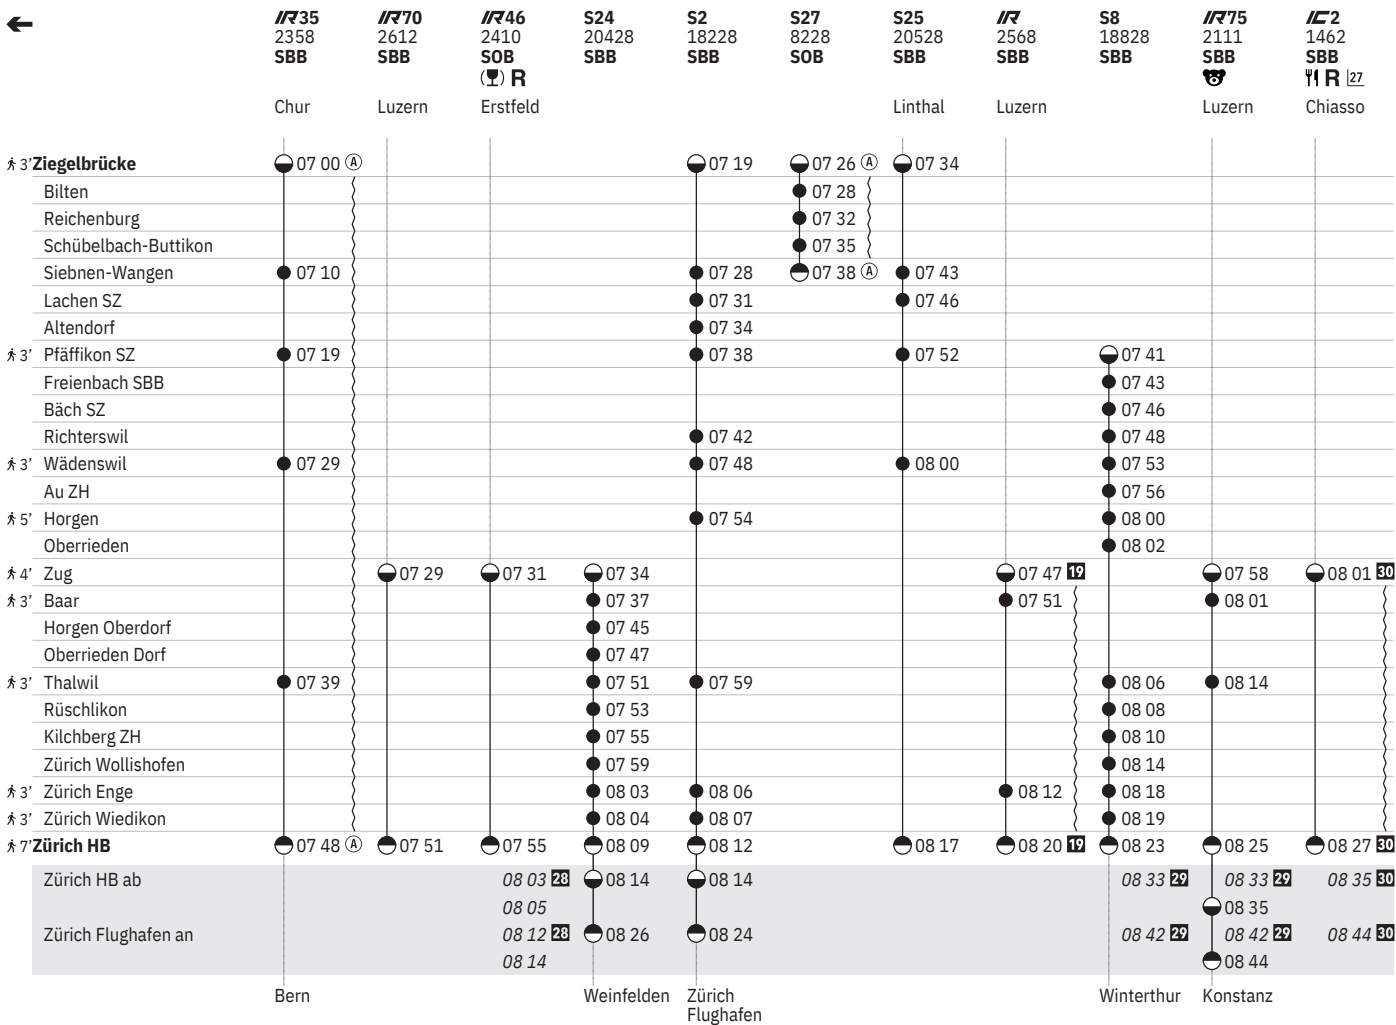 IR35 IR70 IR46 S24 S2 S27 S25 IR S8 IR75 IC2
2358 2612 2410 20428 18228 8228 20528 2568 18828 2111 1462
SBB SBB SOB SBB SBB SOB SBB SBB SBB SBB SBB
R R 27
Chur Luzern Erstfeld Linthal Luzern Luzern Chiasso
3’ Ziegelbrücke 07 00 A 07 19 07 26 A 07 34
Bilten 07 28
Reichenburg 07 32
Schübelbach-Buttikon 07 35
Siebnen-Wangen 07 10 07 28 07 38 A 07 43
Lachen SZ 07 31 07 46
Altendorf 07 34
3’ Pfäffikon SZ 07 19 07 38 07 52 07 41
Freienbach SBB 07 43
Bäch SZ 07 46
Richterswil 07 42 07 48
3’ Wädenswil 07 29 07 48 08 00 07 53
Au ZH 07 56
5’ Horgen 07 54 08 00
Oberrieden 08 02
4’ Zug 07 29 07 31 07 34 07 47 19 07 58 08 01 30
3’ Baar 07 37 07 51 08 01
Horgen Oberdorf 07 45
Oberrieden Dorf 07 47
3’ Thalwil 07 39 07 51 07 59 08 06 08 14
Rüschlikon 07 53 08 08
Kilchberg ZH 07 55 08 10
Zürich Wollishofen 07 59 08 14
3’ Zürich Enge 08 03 08 06 08 12 08 18
3’ Zürich Wiedikon 08 04 08 07 08 19
7’ Zürich HB 07 48 A 07 51 07 55 08 09 08 12 08 17 08 20 19 08 23 08 25 08 27 30
Zürich HB ab 08 03 28 08 14 08 14 08 33 29 08 33 29 08 35 30
08 05 08 35
Zürich Flughafen an 08 12 28 08 26 08 24 08 42 29 08 42 29 08 44 30
08 14 08 44
Bern Weinfelden Zürich Winterthur Konstanz
Flughafen